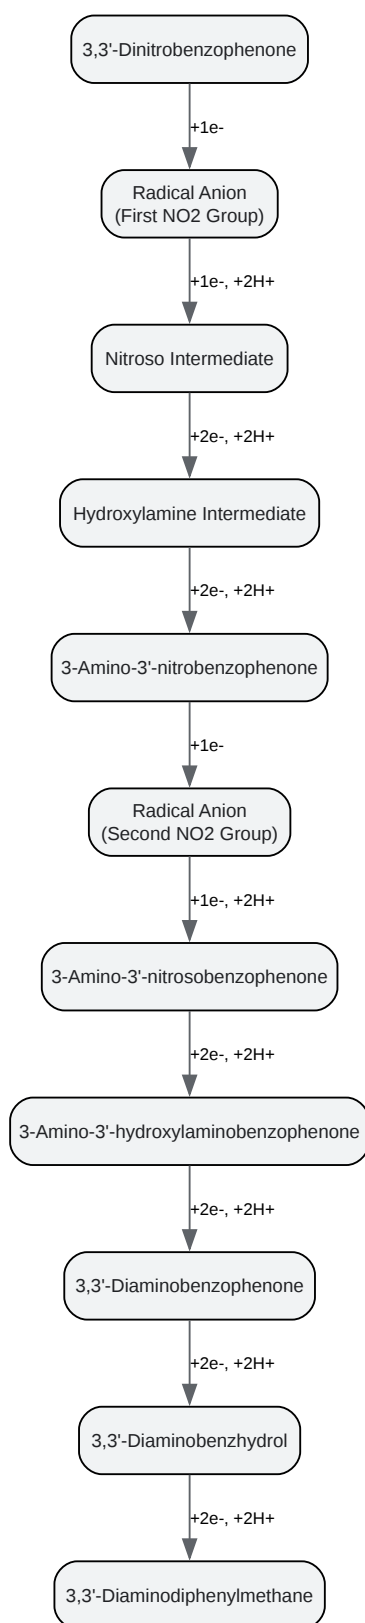 3,3'-Dinitrobenzophenone
+1e-
Radical Anion
(First NO2 Group)
+1e-, +2H+
Nitroso Intermediate
+2e-, +2H+
Hydroxylamine Intermediate
+2e-, +2H+
3-Amino-3'-nitrobenzophenone
+1e-
Radical Anion
(Second NO2 Group)
+1e-, +2H+
3-Amino-3'-nitrosobenzophenone
+2e-, +2H+
3-Amino-3'-hydroxylaminobenzophenone
+2e-, +2H+
3,3'-Diaminobenzophenone
+2e-, +2H+
3,3'-Diaminobenzhydrol
+2e-, +2H+
3,3'-Diaminodiphenylmethane